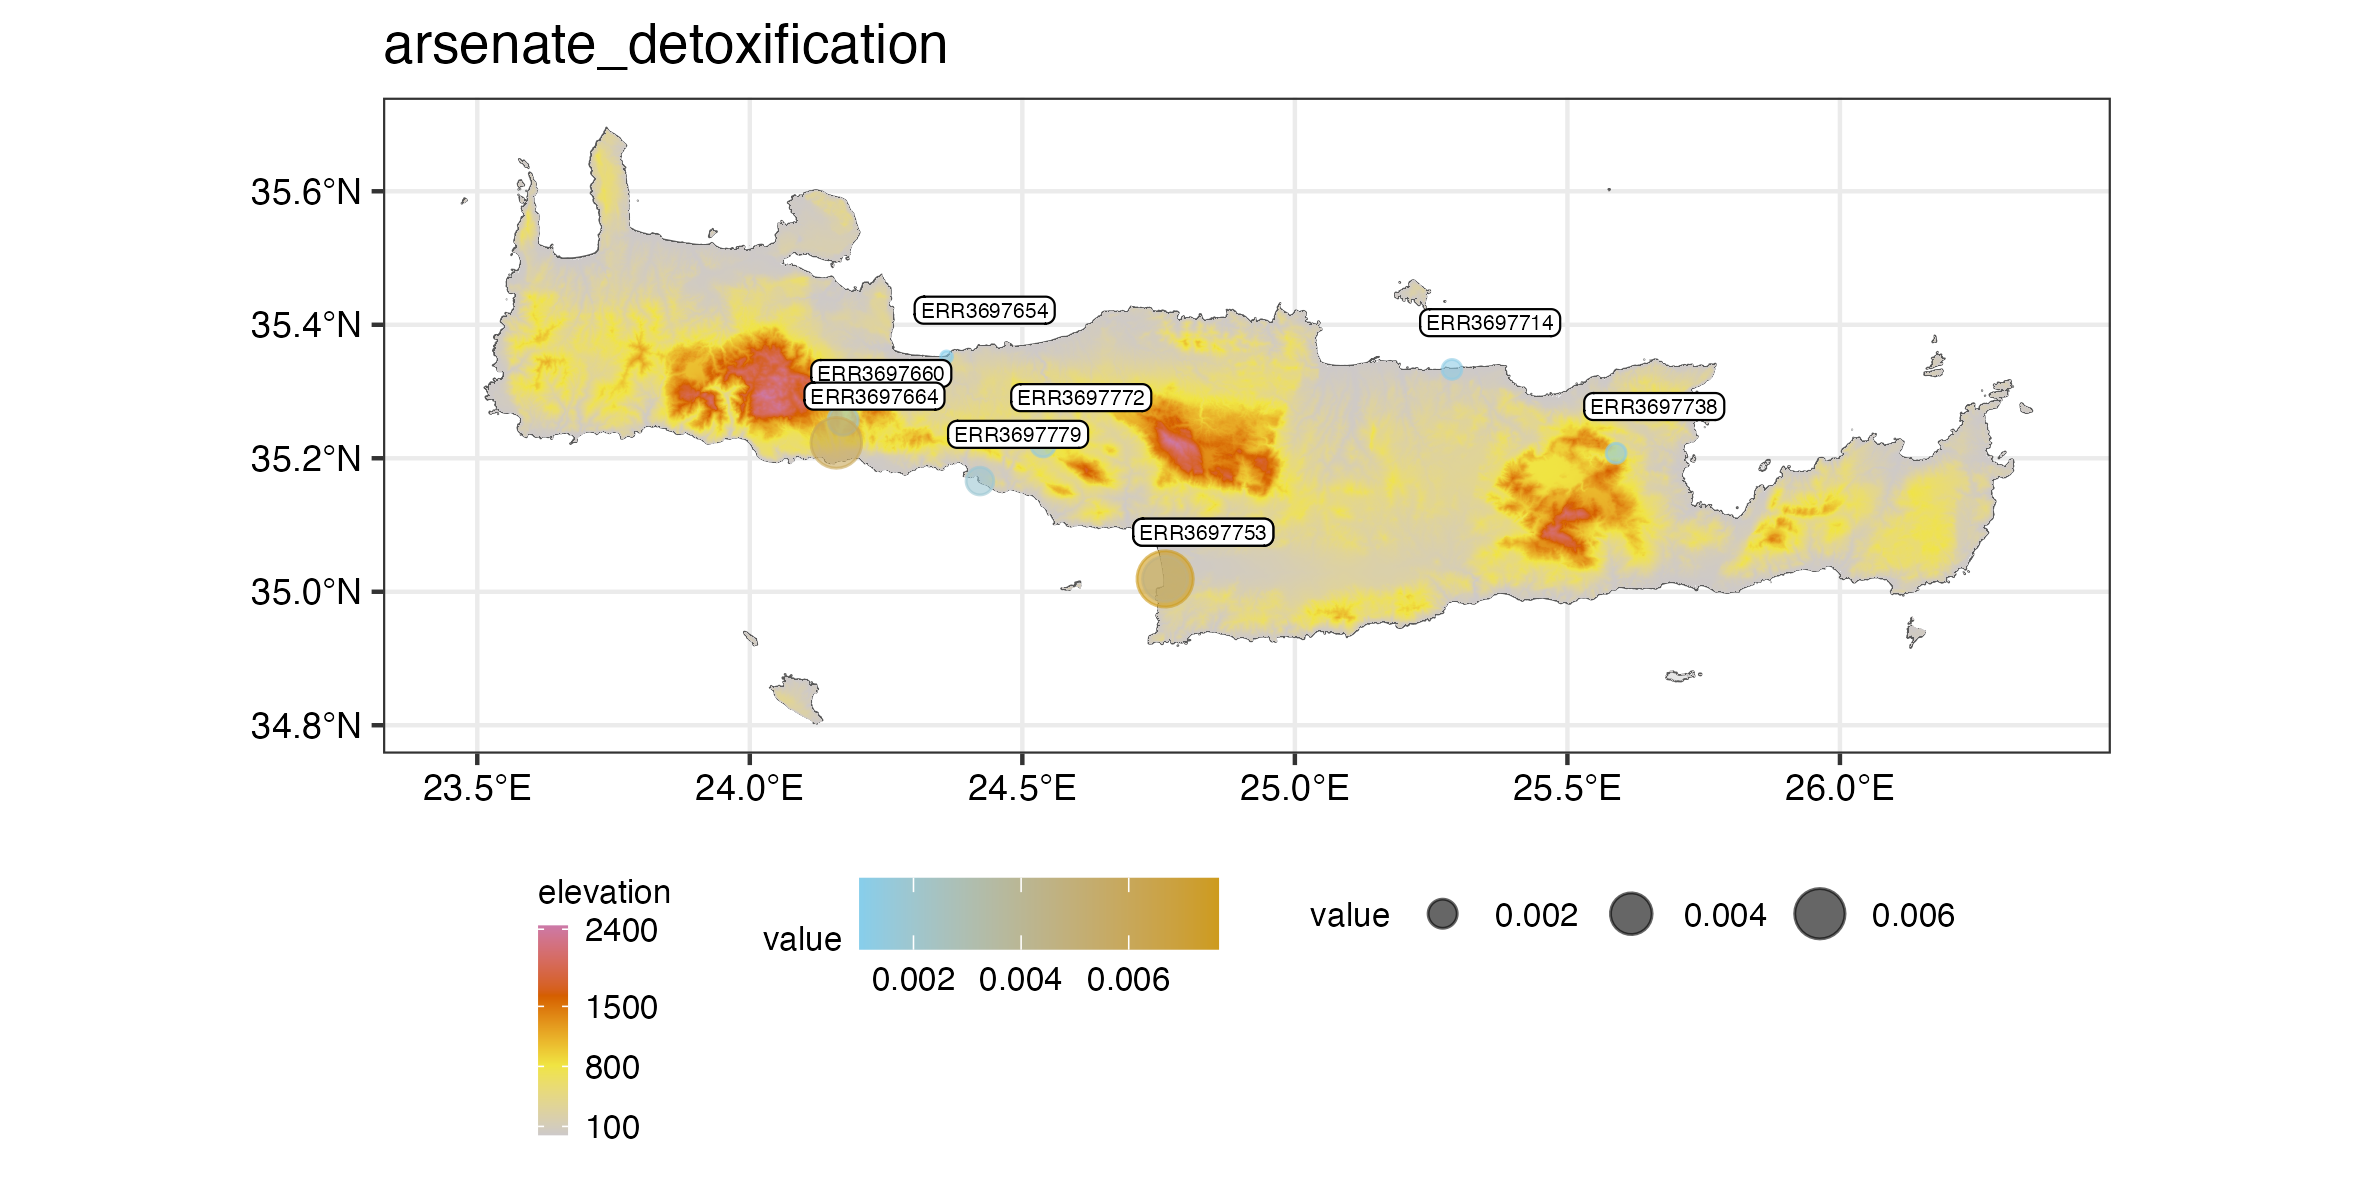 arsenate_detoxification
35.6°N
35.4°N
35.2°N
35.0°N
34.8°N
ERR3697654
ERR3697714
ERR3697660
ERR3697664
ERR3697772
ERR3697738
ERR3697779
ERR3697753
23.5°E 24.0°E 24.5°E 25.0°E 25.5°E 26.0°E
elevation
2400
1500
800
100
value
0.002 0.004 0.006
value 0.002 0.004 0.006